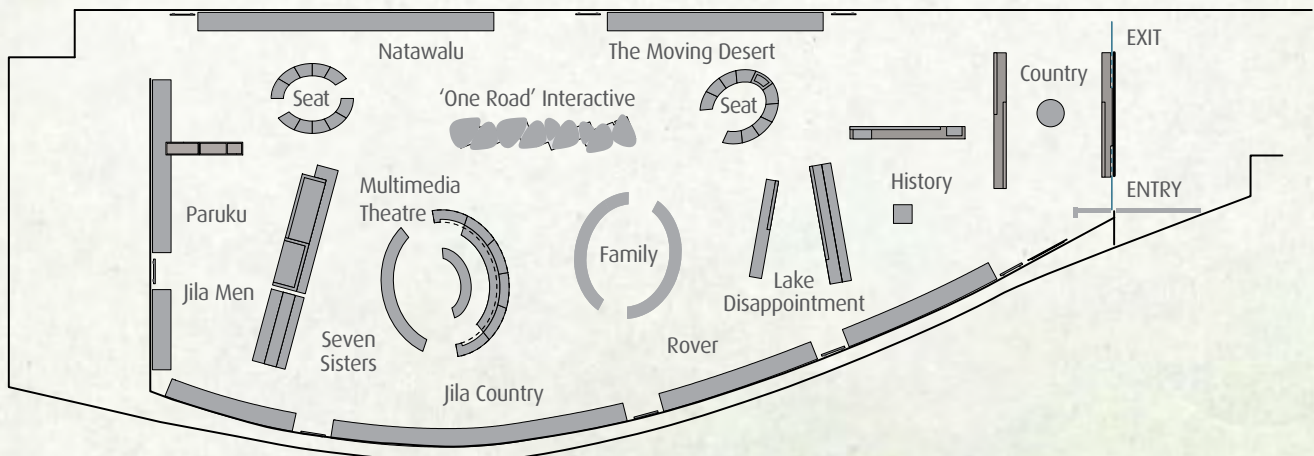 EXIT
Natawalu
The Moving Desert
Country
Seat
'One Road' Interactive
Seat
Multimedia
Theatre
History
ENTRY
Paruku
Family
Jila Men
Lake
Disappointment
Seven
Sisters
Rover
Jila Country